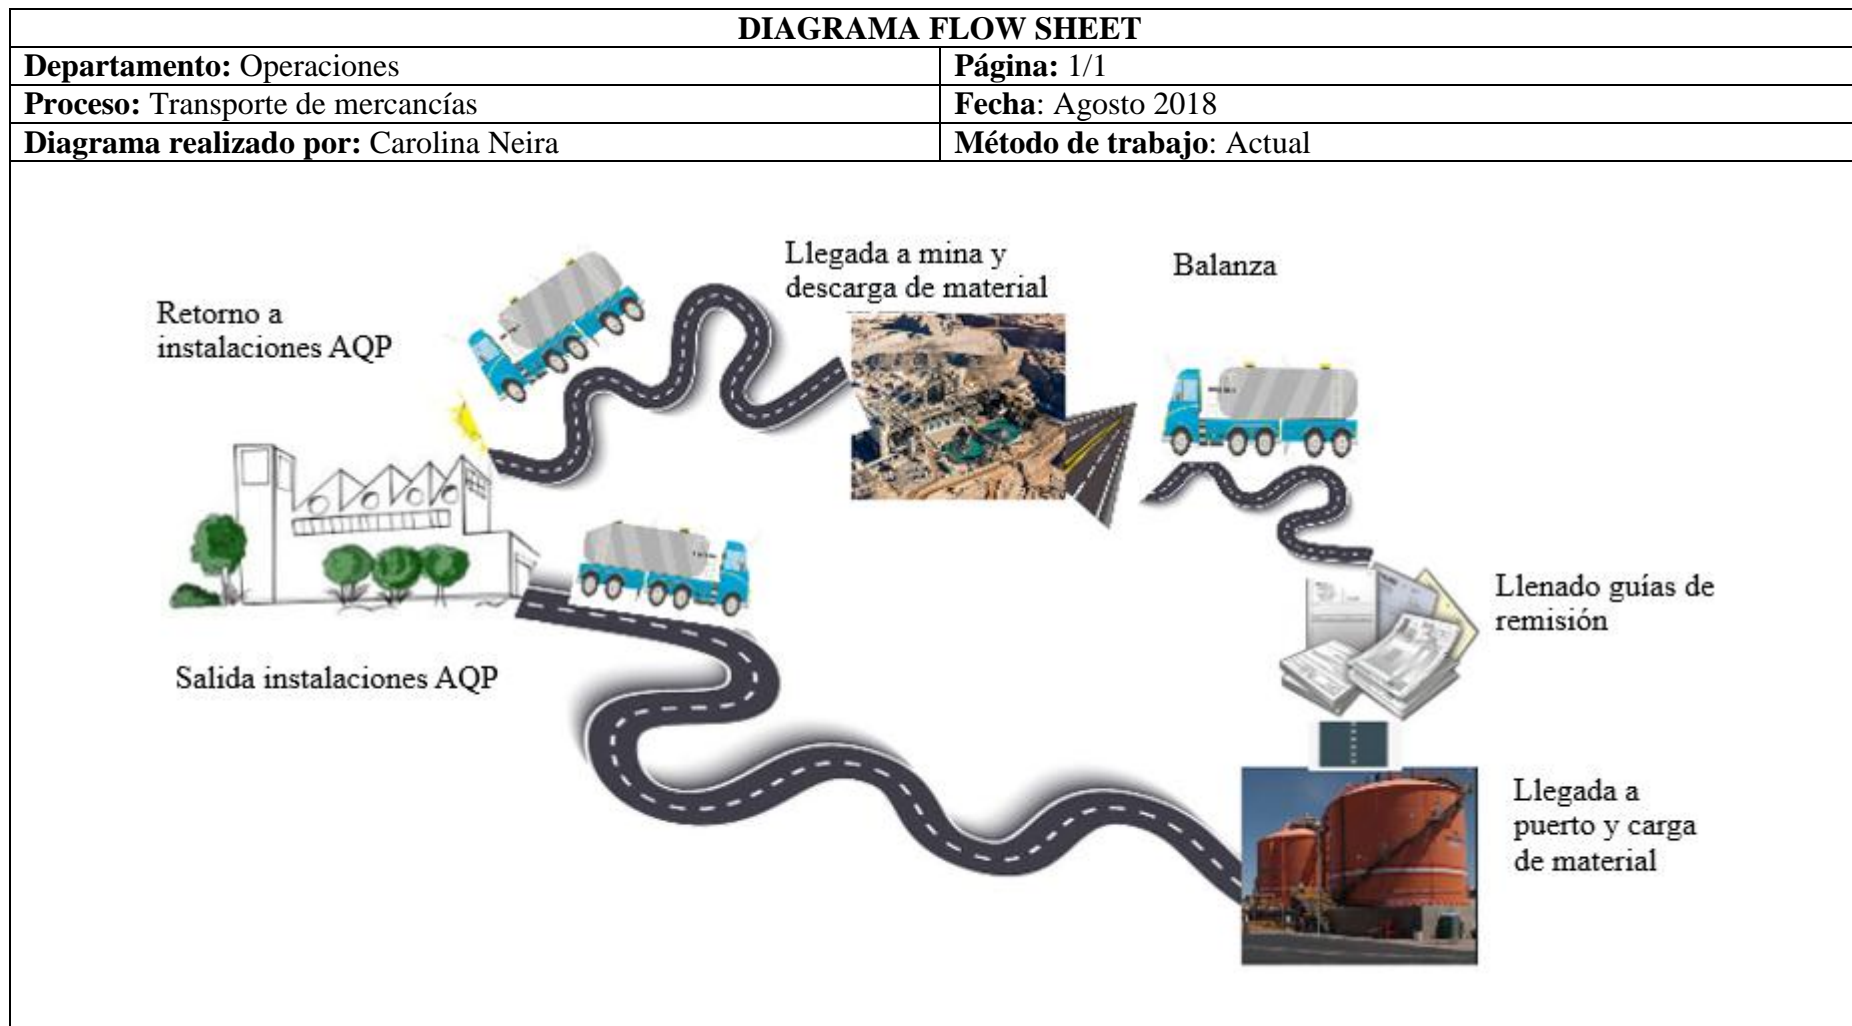 DIAGRAMA FLOW SHEET
Departamento: Operaciones
Página: 1/1
Proceso: Transporte de mercancías
Fecha: Agosto 2018
Diagrama realizado por: Carolina Neira
Método de trabajo: Actual
Retorno a
instalaciones AQP
Llegada a mina y
descarga de material
Balanza
Llenado guías de
remisión
Salida instalaciones AQP
Llegada a
puerto y carga
de material